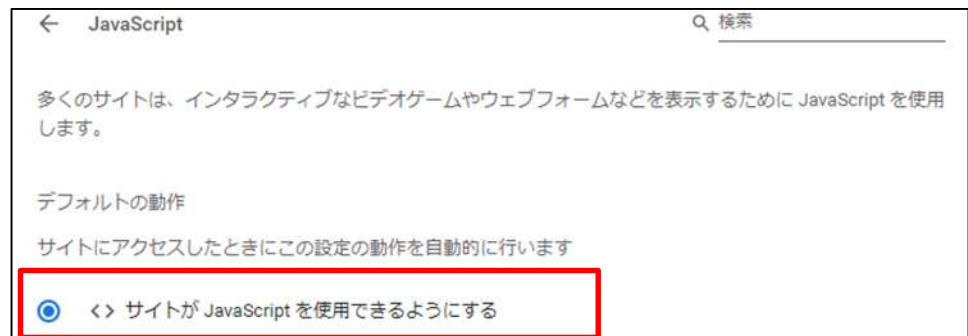 JavaScript
検索
多くのサイトは、インタラクティブなビデオゲームやウェブフォームなどを表示するために JavaScript を使用
します。
デフォルトの動作
サイトにアクセスしたときにこの設定の動作を自動的に行います
サイトが JavaScript を使用できるようにする